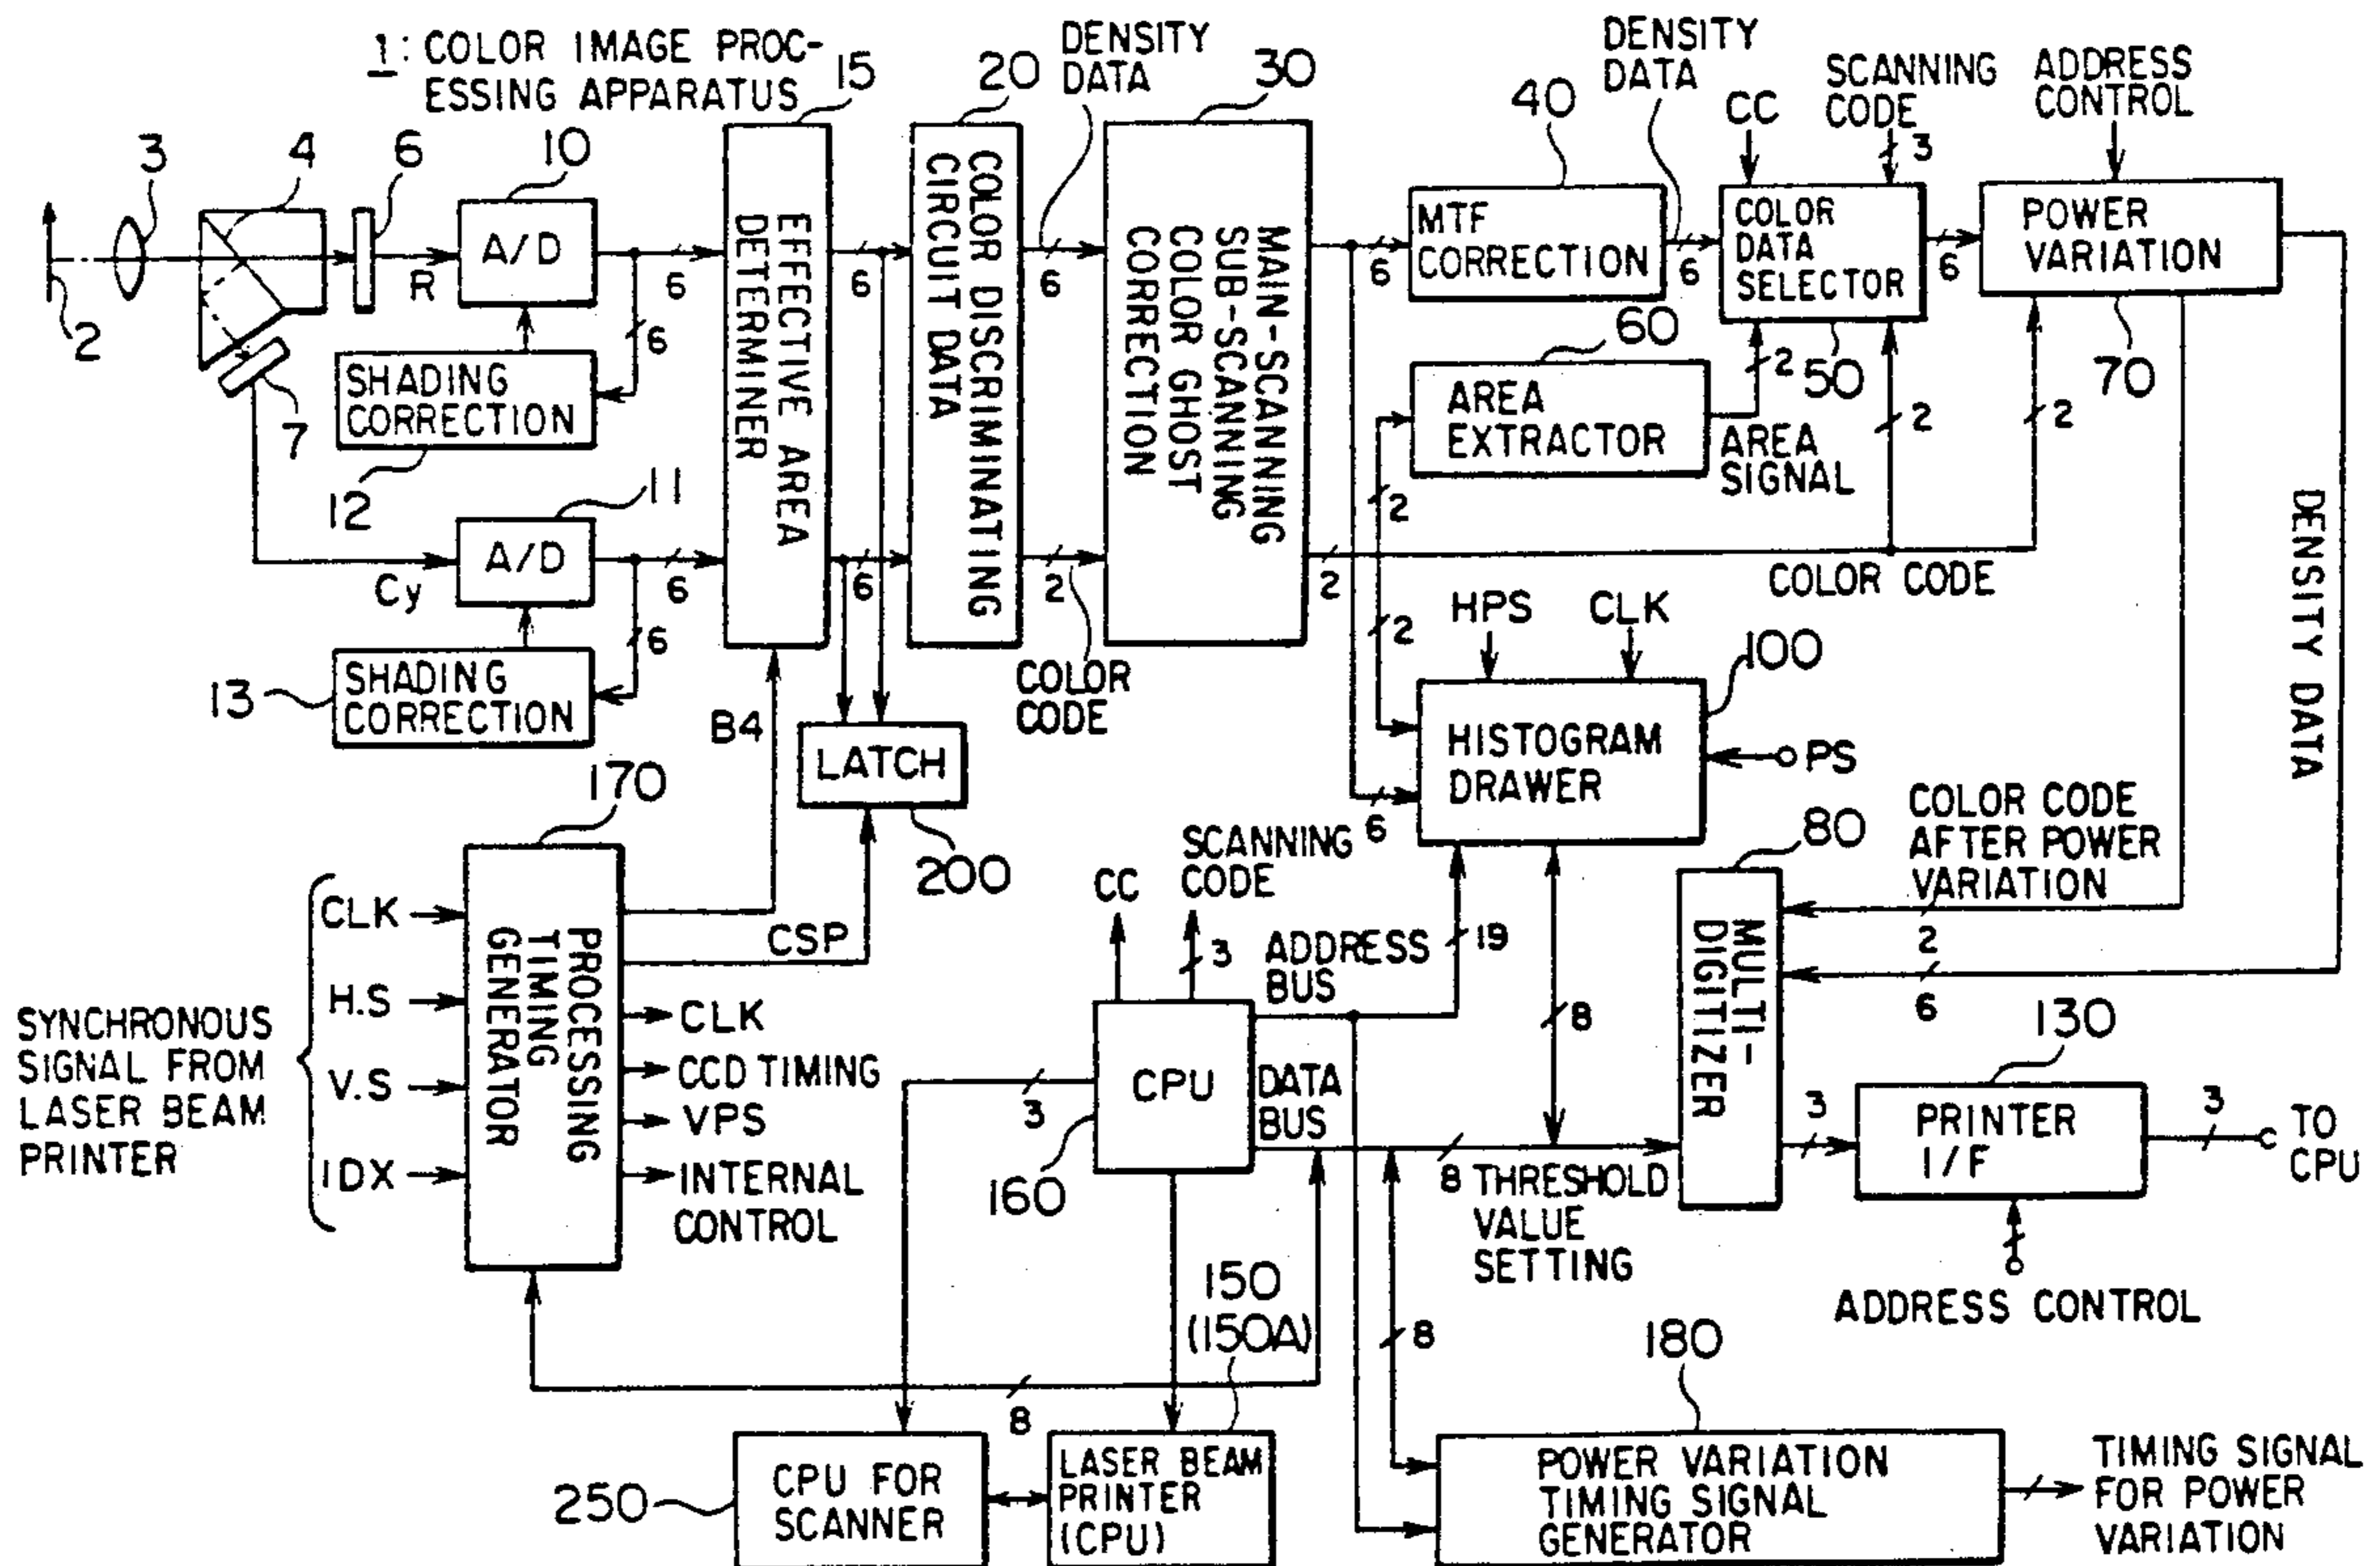 1: COLOR IMAGE PROC-
ESSING APPARATUS
15
20
DENSITY
DATA
30
40
DENSITY
DATA
CC
SCANNING
CODE
3
ADDRESS
CONTROL
3
4
6
10
2
R
A/D
6
6
SHADING
CORRECTION
12
7
EFFECTIVE AREA
DETERMINER
6
COLOR DISCRIMINATING
CIRCUIT DATA
6
MAIN-SCANNING
SUB-SCANNING
COLOR GHOST
CORRECTION
6
MTF
CORRECTION
6
COLOR
DATA
SELECTOR
6
POWER
VARIATION
60
2
50
2
70
2
AREA
EXTRACTOR
AREA
SIGNAL
11
Cy
A/D
6
6
6
2
2
2
COLOR CODE
DENSITY DATA
13
SHADING
CORRECTION
B4
COLOR
CODE
2
HPS
CLK
100
LATCH
200
HISTOGRAM
DRAWER
PS
6
170
CLK
H.S
V.S
IDX
SYNCHRONOUS
SIGNAL FROM
LASER BEAM
PRINTER
PROCESSING
TIMING
GENERATOR
CSP
CLK
CCD TIMING
VPS
INTERNAL
CONTROL
CC
SCANNING
CODE
3
ADDRESS
BUS
19
8
80
COLOR CODE
AFTER POWER
VARIATION
2
6
MULTI-
DIGITIZER
CPU
160
3
DATA
BUS
8
THRESHOLD
VALUE
SETTING
3
130
PRINTER
I/F
3
TO
CPU
ADDRESS CONTROL
150
(150A)
8
8
180
250
CPU FOR
SCANNER
LASER BEAM
PRINTER
(CPU)
POWER VARIATION
TIMING SIGNAL
GENERATOR
TIMING SIGNAL
FOR POWER
VARIATION